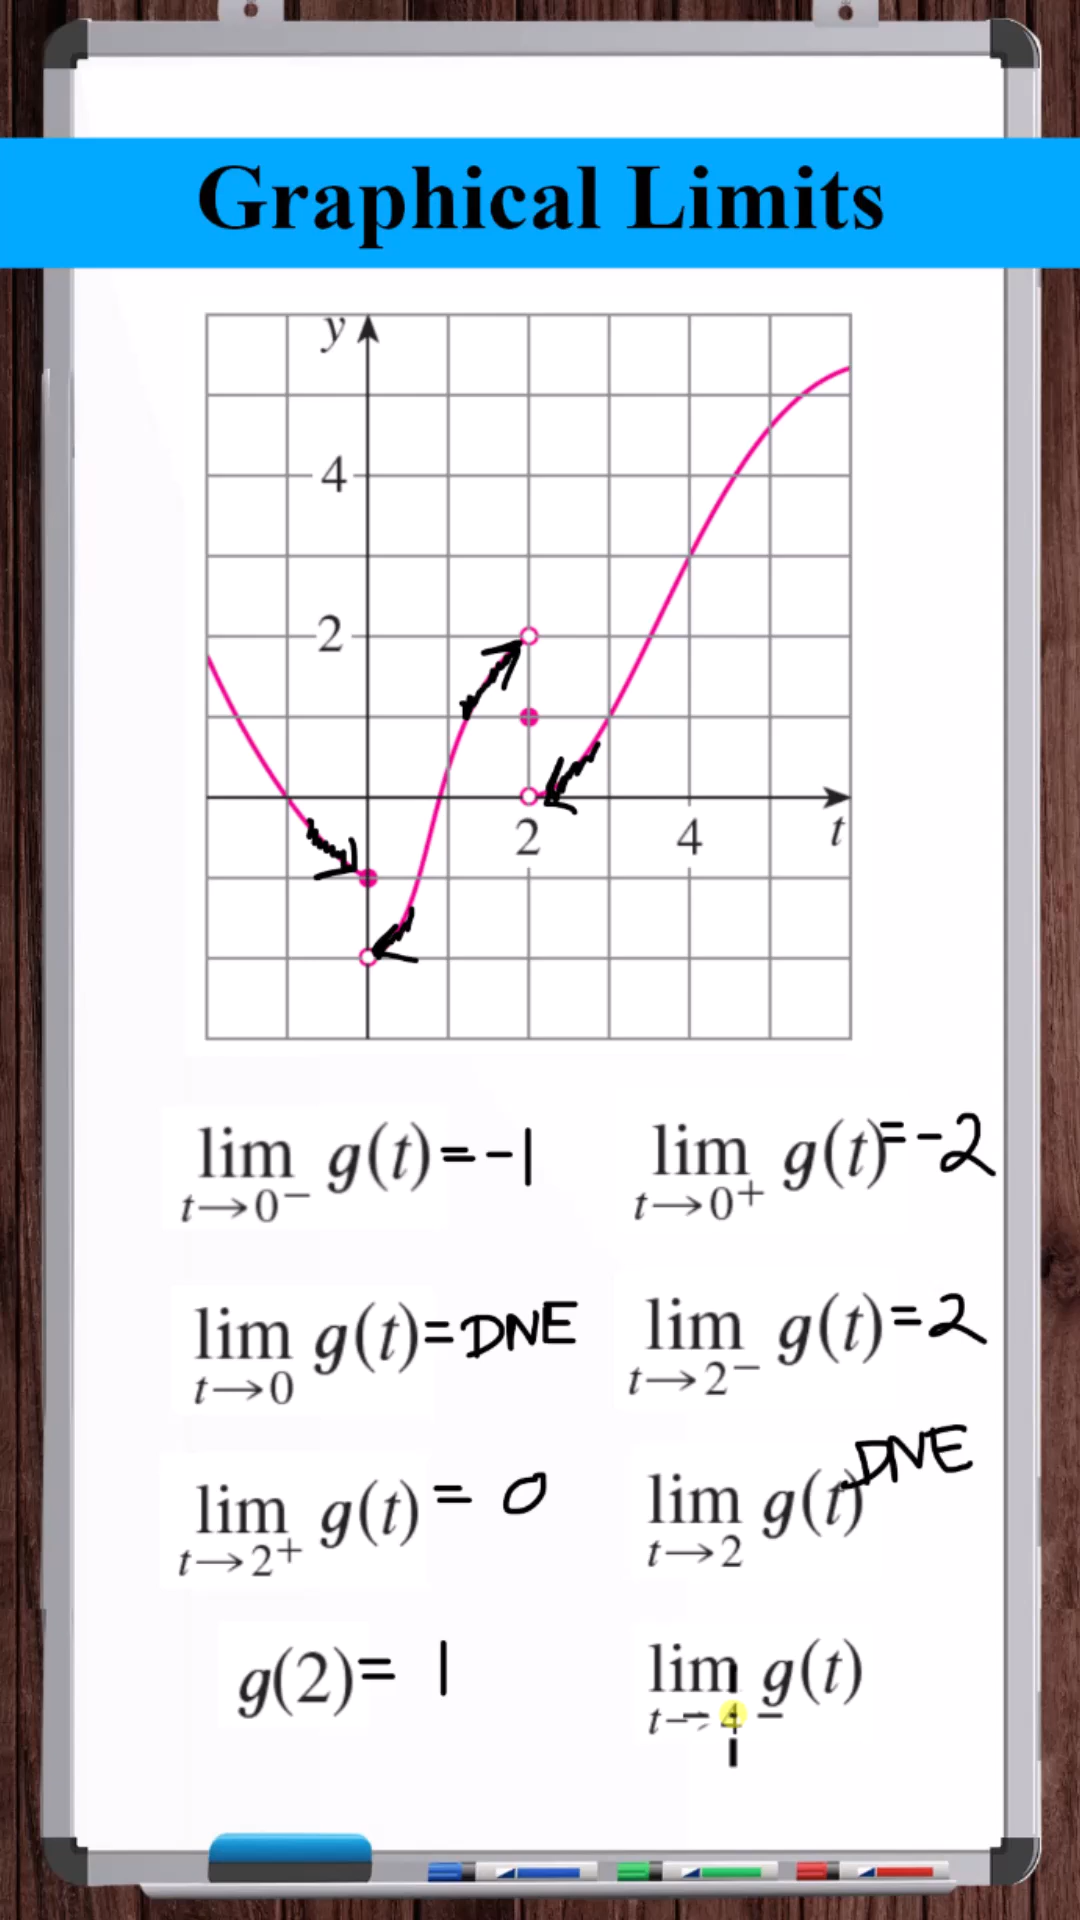 Graphical Limits
y
4
2
2 4 t
lim g(t) = -1
t→0⁻
lim g(t) = -2
t→0⁺
lim g(t) = DNE
t→0
lim g(t) = 2
t→2⁻
lim g(t) = 0
t→2⁺
lim g(t) DNE
t→2
g(2) = 1
lim g(t)
t→4